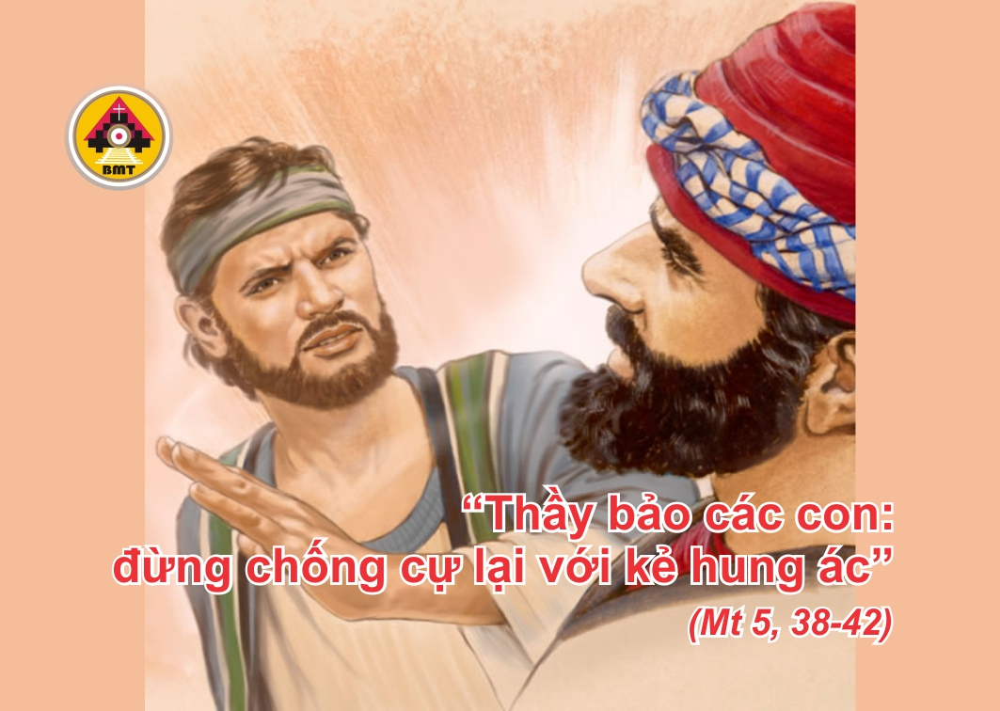 BMT
“Thầy bảo các con:
đừng chống cự lại với kẻ hung ác”
(Mt 5, 38-42)